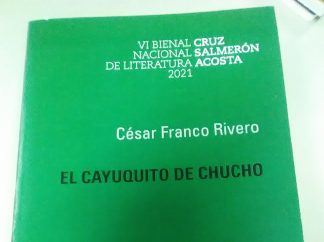 VI BIENAL CRUZ
NACIONAL SALMERÓN
DE LITERATURA ACOSTA
2021
César Franco Rivero
EL CAYUQUITO DE CHUCHO